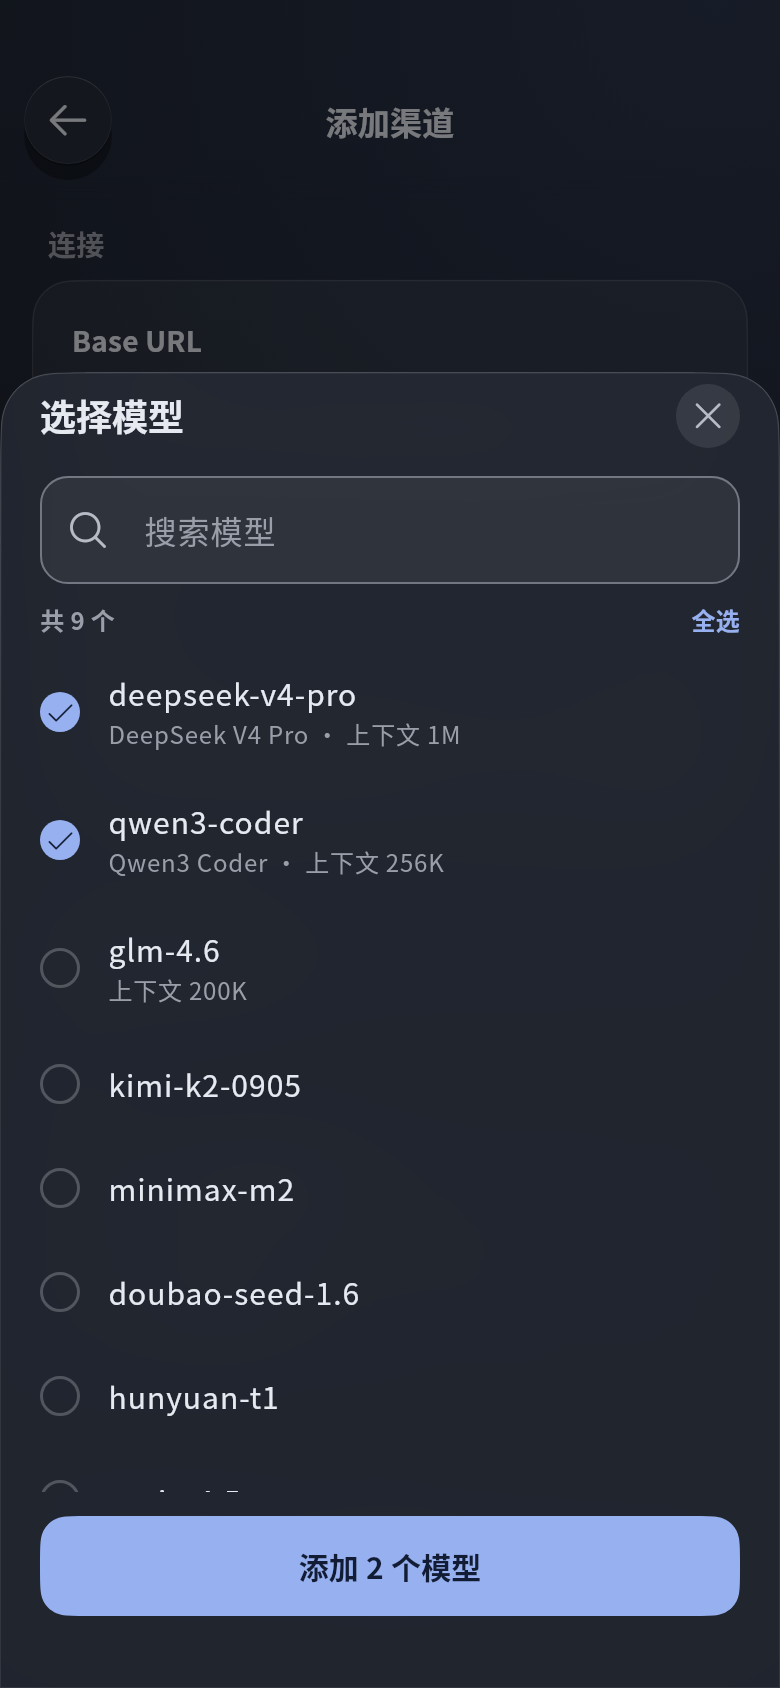 添加渠道
连接
Base URL
选择模型
搜索模型
共 9 个
全选
deepseek-v4-pro
DeepSeek V4 Pro • 上下文 1M
qwen3-coder
Qwen3 Coder • 上下文 256K
glm-4.6
上下文 200K
kimi-k2-0905
minimax-m2
doubao-seed-1.6
hunyuan-t1
添加 2 个模型